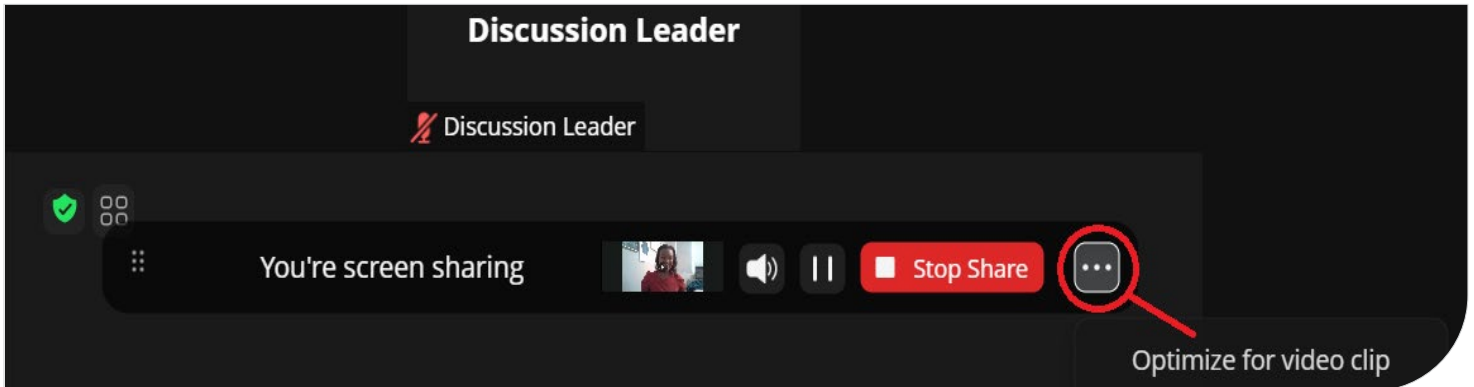 Discussion Leader
Discussion Leader
You're screen sharing
Stop Share
Optimize for video clip